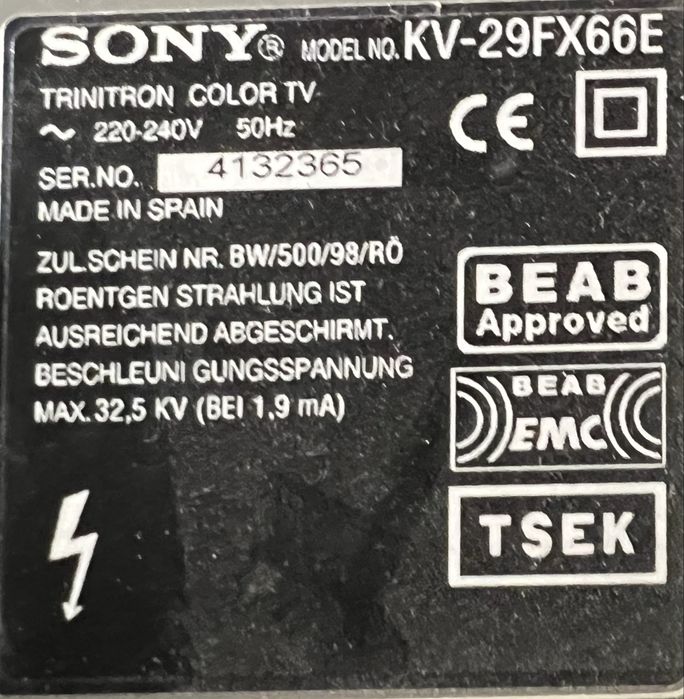 SONY® MODEL NO. KV-29FX66E
TRINITRON COLOR TV
~ 220-240V 50Hz
CE
SER.NO. 4132365
MADE IN SPAIN
ZUL.SCHEIN NR. BW/500/98/RÖ
ROENTGEN STRAHLUNG IST
AUSREICHEND ABGESCHIRMT.
BESCHLEUNI GUNGSSPANNUNG
MAX. 32,5 KV (BEI 1,9 mA)
BEAB
Approved
BEAB
EMC
TSEK